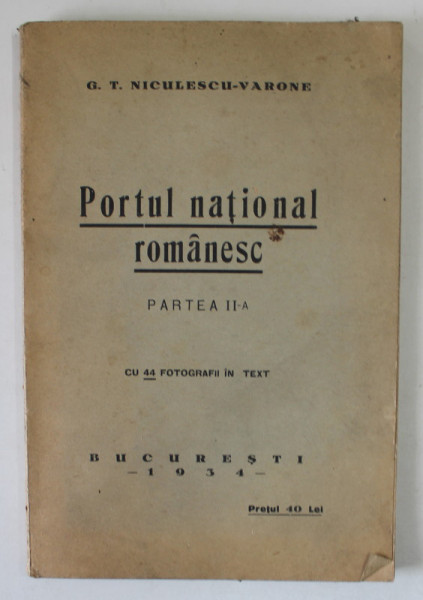 G. T. NICULESCU-VARONE
Portul național
românesc
PARTEA II-A
CU 44 FOTOGRAFII ÎN TEXT
BUCUREȘTI
— 1934 —
Prețul 40 Lei